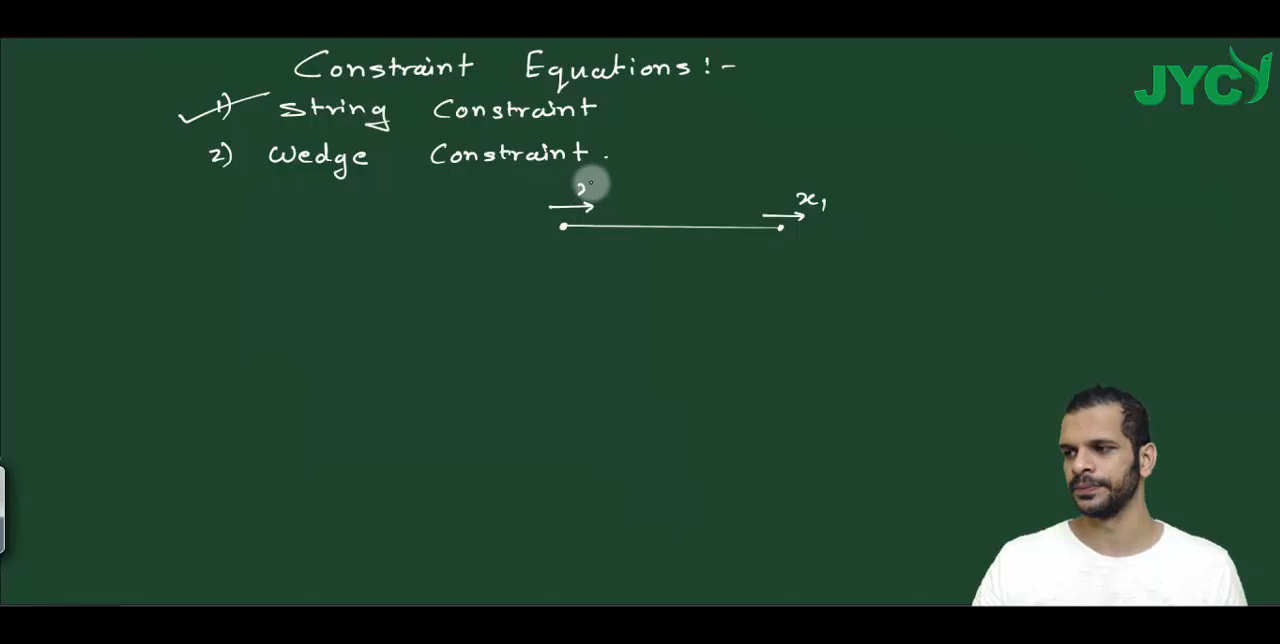 Constraint Equations:-
JYC
1) String Constraint
2) Wedge Constraint.
x₁